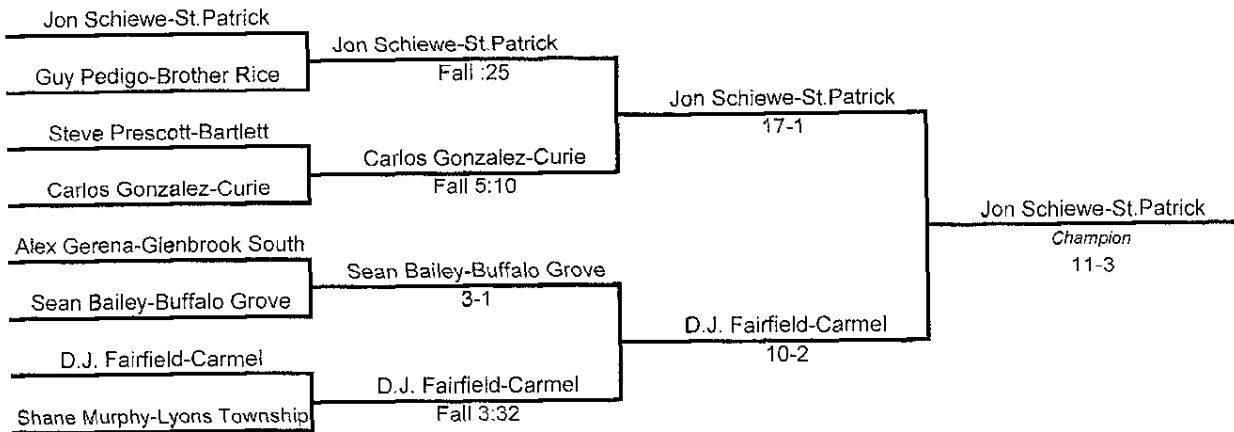 Jon Schiewe-St.Patrick
Guy Pedigo-Brother Rice
Steve Prescott-Bartlett
Carlos Gonzalez-Curie
Alex Gerena-Glenbrook South
Sean Bailey-Buffalo Grove
D.J. Fairfield-Carmel
Shane Murphy-Lyons Township
Jon Schiewe-St.Patrick
Fall :25
Carlos Gonzalez-Curie
Fall 5:10
Sean Bailey-Buffalo Grove
3-1
D.J. Fairfield-Carmel
Fall 3:32
Jon Schiewe-St.Patrick
17-1
D.J. Fairfield-Carmel
10-2
Jon Schiewe-St.Patrick
Champion
11-3